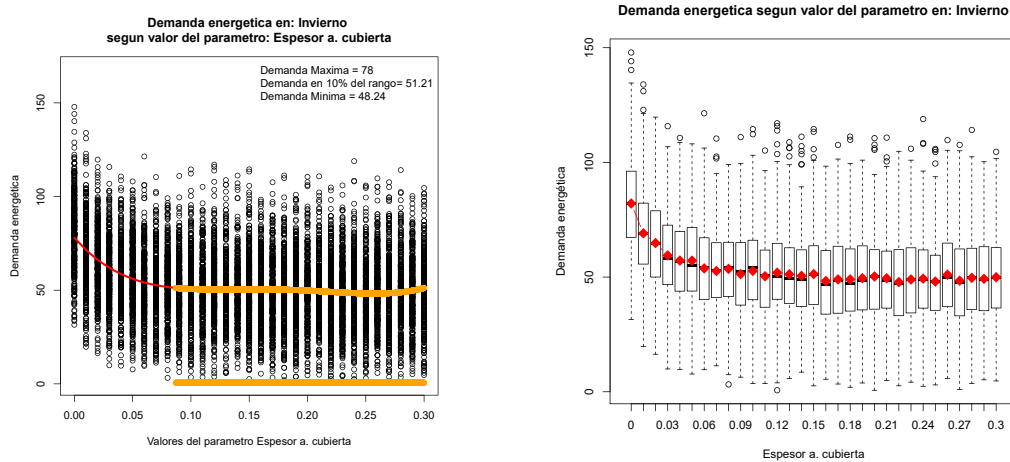 Demanda energetica en: Invierno
segun valor del parametro: Espesor a. cubierta
Demanda Maxima = 78
Demanda en 10% del rango= 51.21
Demanda Minima = 48.24
Demanda energética
150
100
50
0
0.00 0.05 0.10 0.15 0.20 0.25 0.30
Valores del parametro Espesor a. cubierta
Demanda energetica segun valor del parametro en: Invierno
Demanda energética
150
100
50
0
0 0.03 0.06 0.09 0.12 0.15 0.18 0.21 0.24 0.27 0.3
Espesor a. cubierta